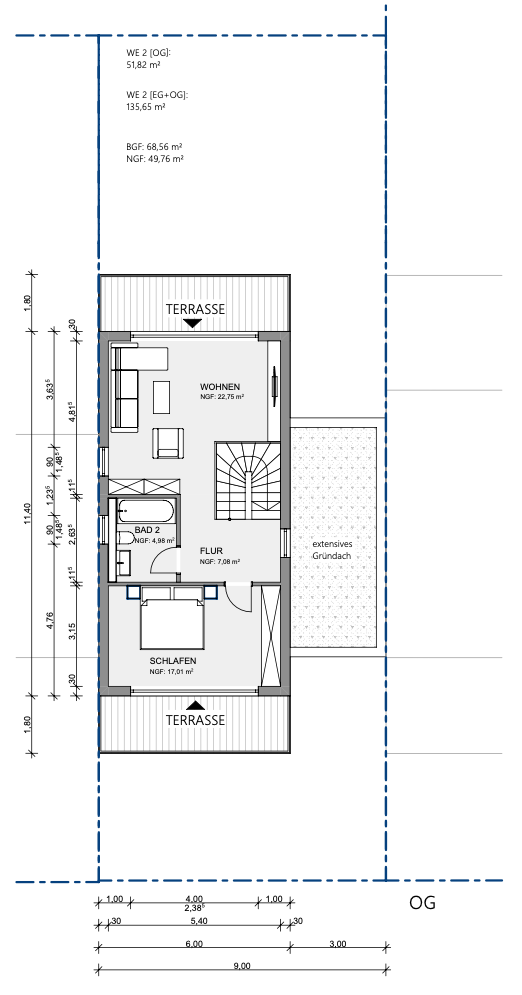 WE 2 [OG]:
51,82 m²
WE 2 [EG+OG]:
135,65 m²
BGF: 68,56 m²
NGF: 49,76 m²
TERRASSE
WOHNEN
NGF: 22,75 m²
BAD 2
NGF: 4,98 m²
FLUR
NGF: 7,08 m²
extensives
Gründach
SCHLAFEN
NGF: 17,01 m²
TERRASSE
OG
1,80
11,40
1,80
3,63⁵
90
1,23⁵
90
4,76
1,48⁵
1,48⁵
30
4,81⁵
11⁵
2,63⁵
11⁵
3,15
30
1,00
4,00
1,00
2,38⁵
30
5,40
30
6,00
3,00
9,00